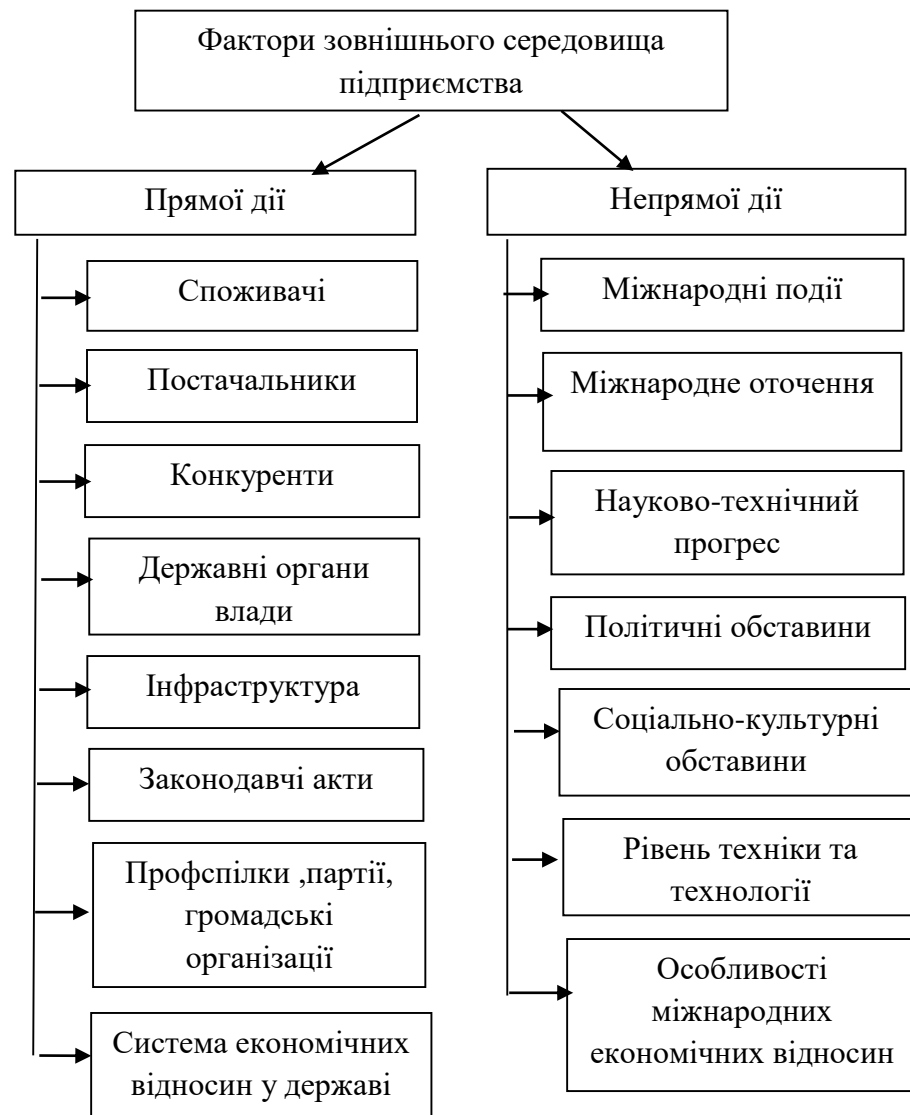 Фактори зовнішнього середовища
підприємства
Прямої дії
Споживачі
Постачальники
Конкуренти
Державні органи
влади
Інфраструктура
Законодавчі акти
Профспілки ,партії,
громадські
організації
Система економічних
відносин у державі
Непрямої дії
Міжнародні події
Міжнародне оточення
Науково-технічний
прогрес
Політичні обставини
Соціально-культурні
обставини
Рівень техніки та
технології
Особливості
міжнародних
економічних відносин